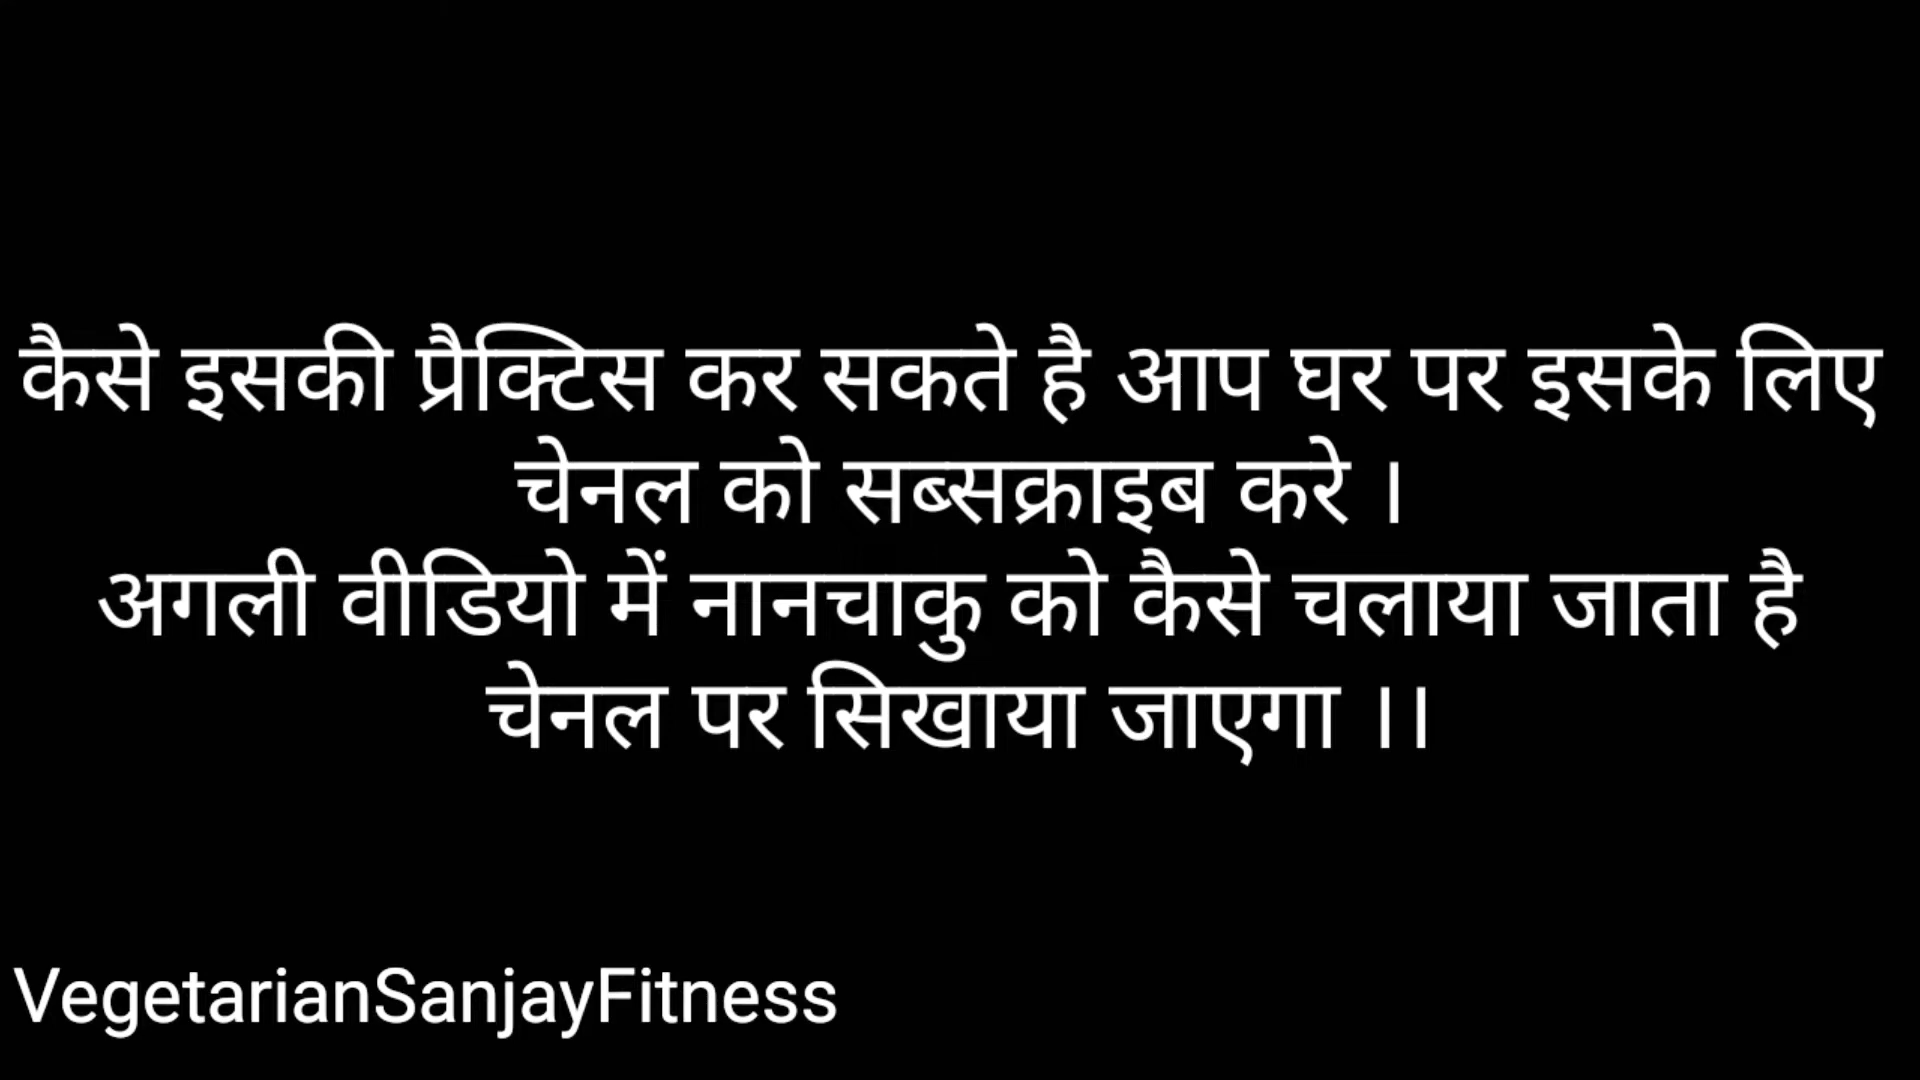 कैसे इसकी प्रैक्टिस कर सकते है आप घर पर इसके लिए
चेनल को सब्सक्राइब करे ।
अगली वीडियो में नानचाकु को कैसे चलाया जाता है
चेनल पर सिखाया जाएगा ।।
VegetarianSanjayFitness